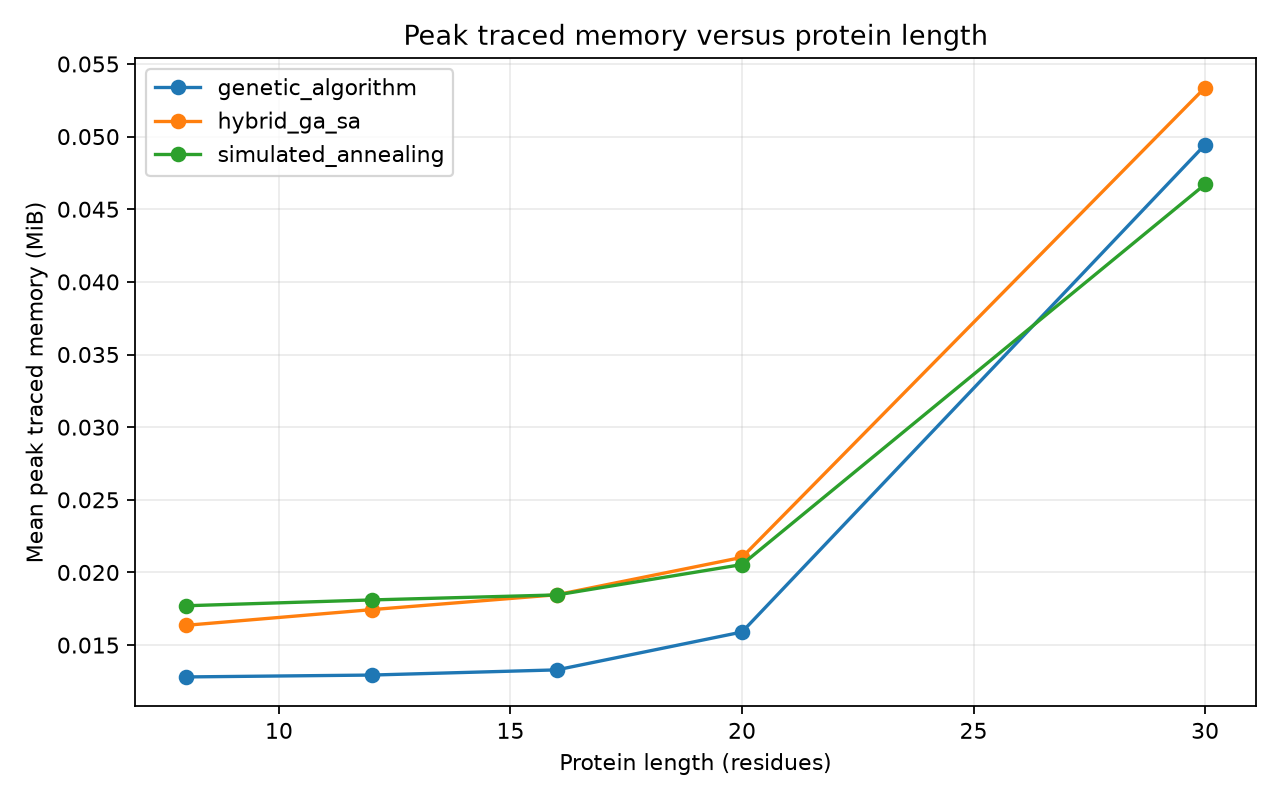 Peak traced memory versus protein length
genetic_algorithm
hybrid_ga_sa
simulated_annealing
Mean peak traced memory (MiB)
0.055
0.050
0.045
0.040
0.035
0.030
0.025
0.020
0.015
10 15 20 25 30
Protein length (residues)